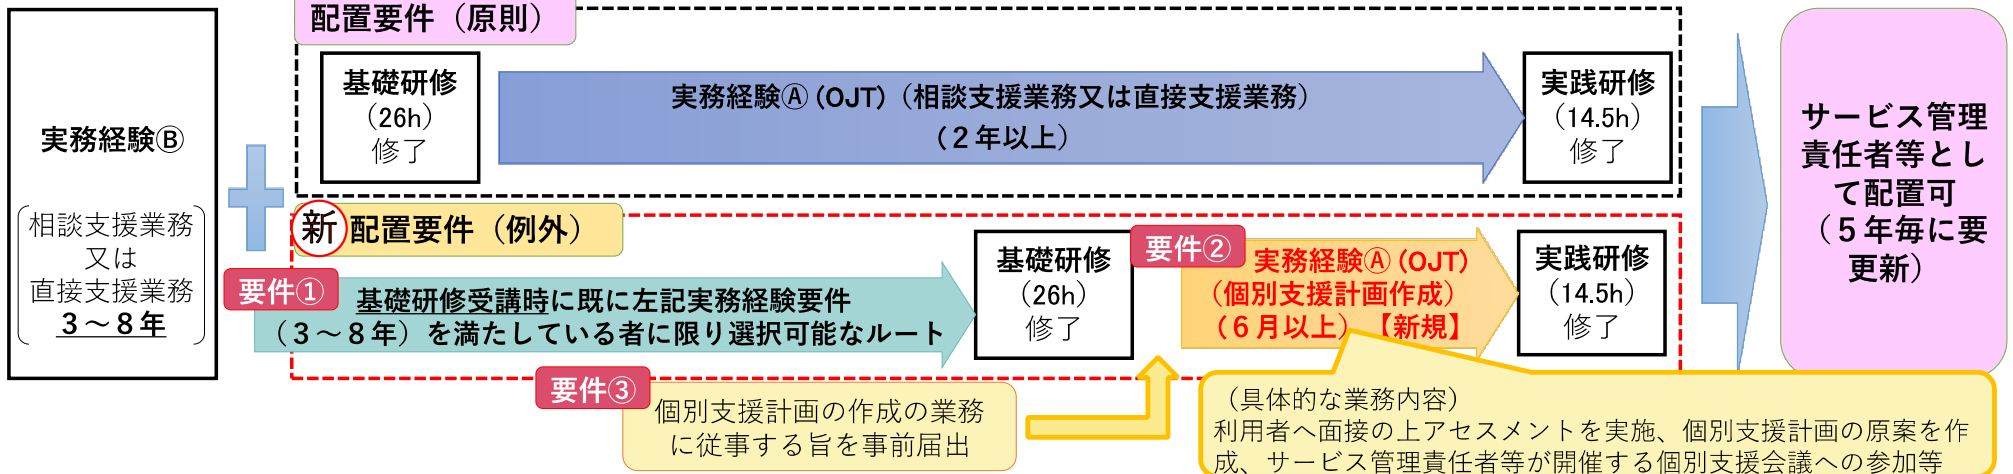 実務経験Ⓑ
相談支援業務
又は
直接支援業務
３～８年
配置要件（原則）
基礎研修
（26h）
修了
実務経験Ⓐ（OJT）（相談支援業務又は直接支援業務）
（２年以上）
実践研修
（14.5h）
修了
新 配置要件（例外）
要件①
基礎研修受講時に既に左記実務経験要件
（３～８年）を満たしている者に限り選択可能なルート
基礎研修
（26h）
修了
要件②
実務経験Ⓐ（OJT）
（個別支援計画作成）
（６月以上）【新規】
実践研修
（14.5h）
修了
要件③
個別支援計画の作成の業務
に従事する旨を事前届出
（具体的な業務内容）
利用者へ面接の上アセスメントを実施、個別支援計画の原案を作
成、サービス管理責任者等が開催する個別支援会議への参加等
サービス管理
責任者等とし
て配置可
（５年毎に要
更新）